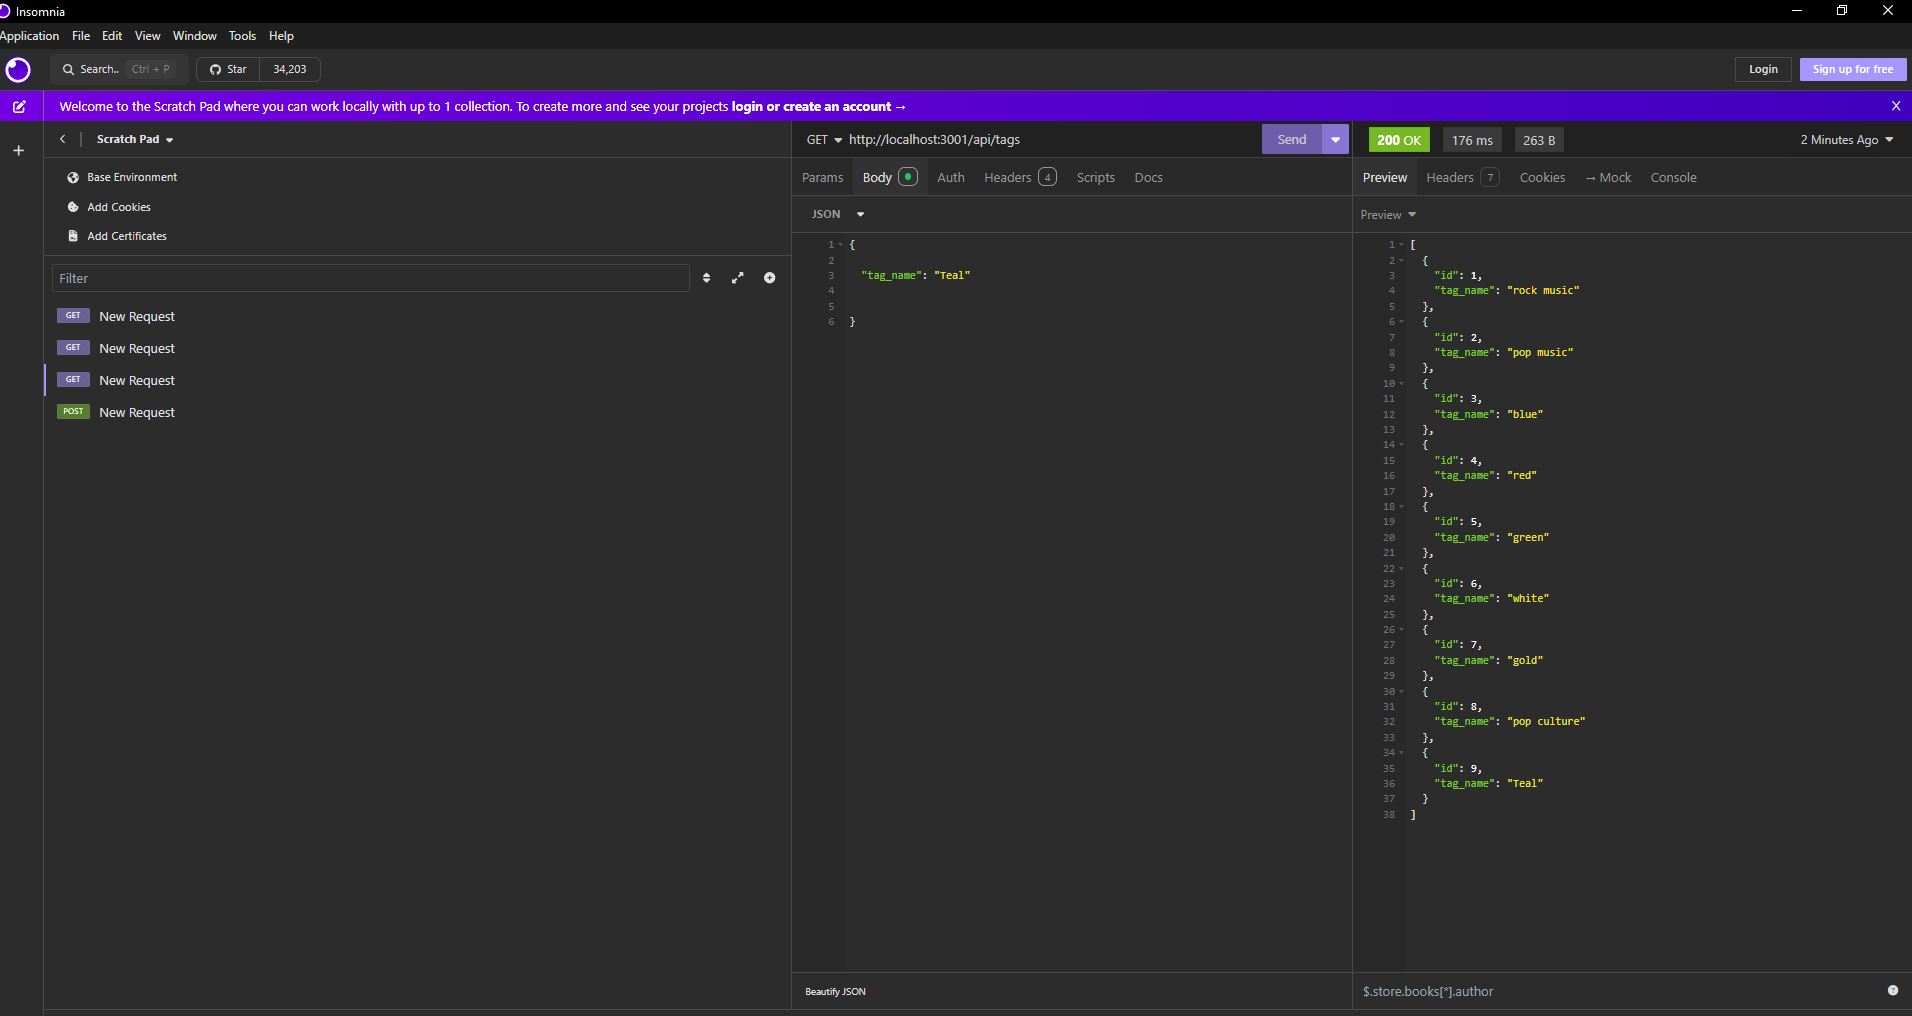 Insomnia
Application File Edit View Window Tools Help
Search.. Ctrl + P Star 34,203 Login Sign up for free
Welcome to the Scratch Pad where you can work locally with up to 1 collection. To create more and see your projects login or create an account →
Scratch Pad
Base Environment
Add Cookies
Add Certificates
Filter
GET New Request
GET New Request
GET New Request
POST New Request
GET http://localhost:3001/api/tags Send
Params Body Auth Headers 4 Scripts Docs
JSON
1 {
2
3 "tag_name": "Teal"
4
5
6 }
Beautify JSON
200 OK 176 ms 263 B 2 Minutes Ago
Preview Headers 7 Cookies → Mock Console
Preview
1 [
2 {
3 "id": 1,
4 "tag_name": "rock music"
5 },
6 {
7 "id": 2,
8 "tag_name": "pop music"
9 },
10 {
11 "id": 3,
12 "tag_name": "blue"
13 },
14 {
15 "id": 4,
16 "tag_name": "red"
17 },
18 {
19 "id": 5,
20 "tag_name": "green"
21 },
22 {
23 "id": 6,
24 "tag_name": "white"
25 },
26 {
27 "id": 7,
28 "tag_name": "gold"
29 },
30 {
31 "id": 8,
32 "tag_name": "pop culture"
33 },
34 {
35 "id": 9,
36 "tag_name": "Teal"
37 }
38 ]
$.store.books[*].author